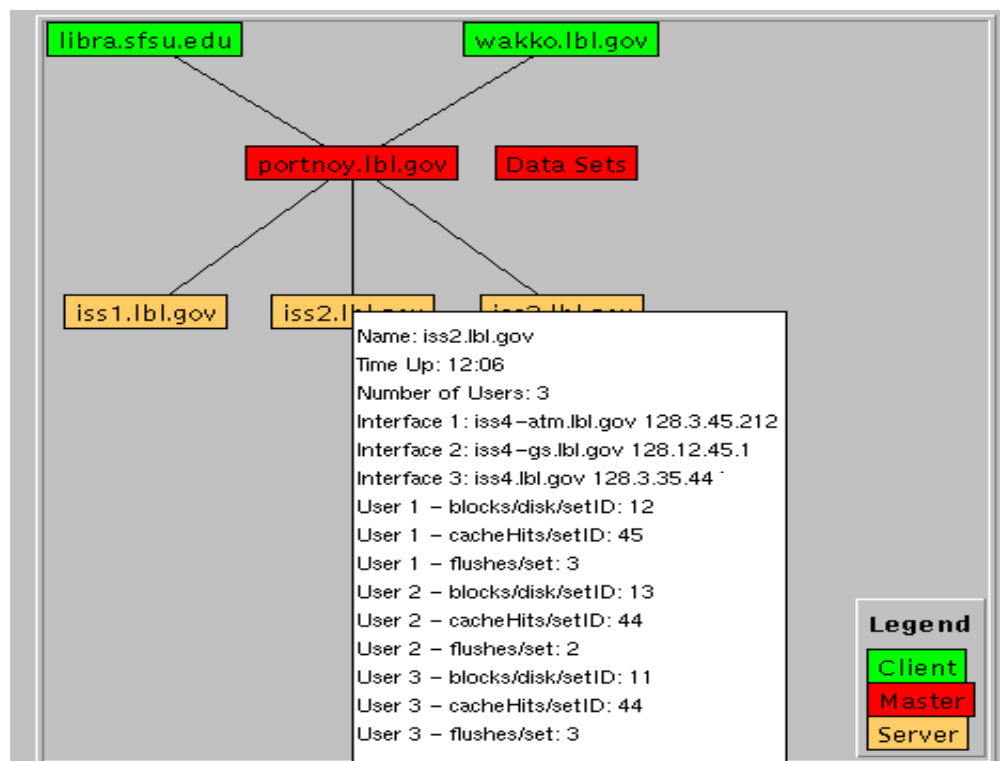 libra.sfsu.edu
wakko.lbl.gov
portnoy.lbl.gov
Data Sets
iss1.lbl.gov
iss2.lbl.gov
Name: iss2.lbl.gov
Time Up: 12:06
Number of Users: 3
Interface 1: iss4-atm.lbl.gov 128.3.45.212
Interface 2: iss4-gs.lbl.gov 128.12.45.1
Interface 3: iss4.lbl.gov 128.3.35.44
User 1 - blocks/disk/setID: 12
User 1 - cacheHits/setID: 45
User 1 - flushes/set: 3
User 2 - blocks/disk/setID: 13
User 2 - cacheHits/setID: 44
User 2 - flushes/set: 2
User 3 - blocks/disk/setID: 11
User 3 - cacheHits/setID: 44
User 3 - flushes/set: 3
Legend
Client
Master
Server